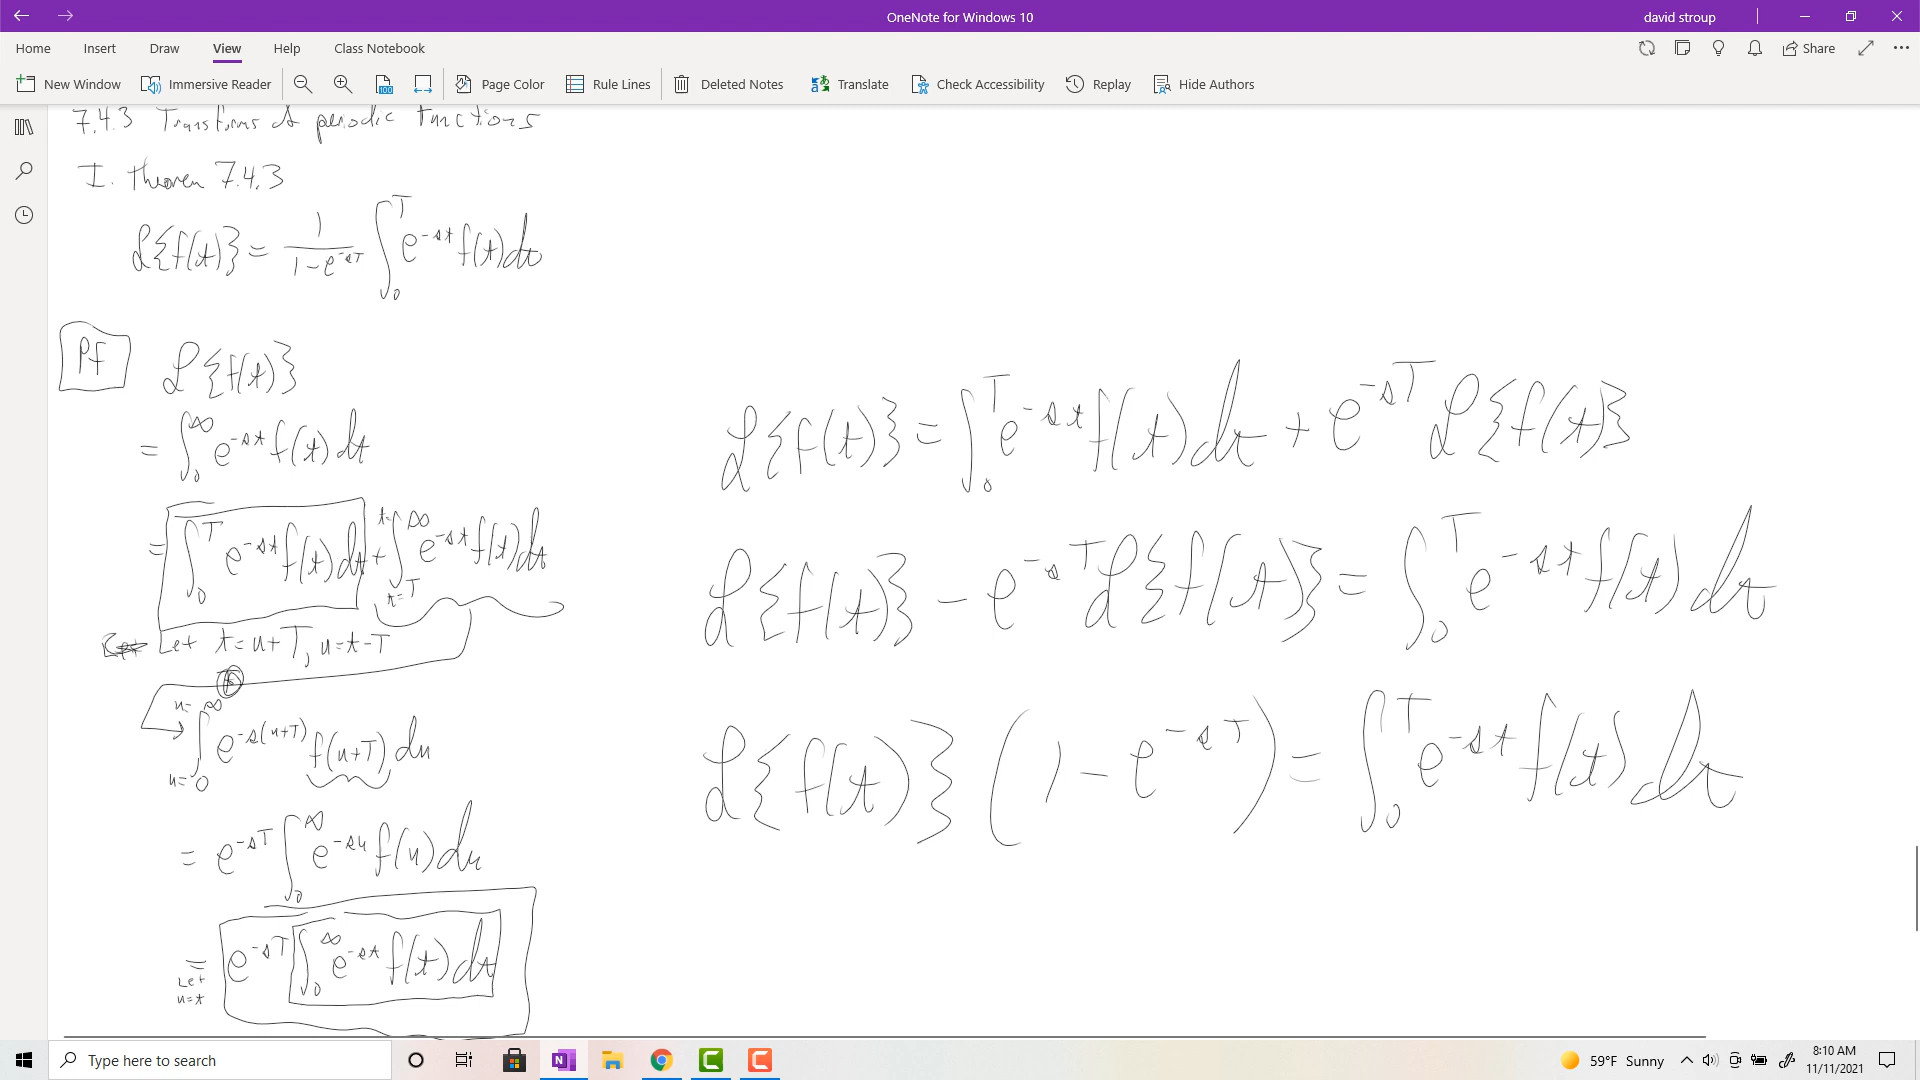 OneNote for Windows 10
david stroup
Home Insert Draw View Help Class Notebook
Share
New Window Immersive Reader Page Color Rule Lines Deleted Notes Translate Check Accessibility Replay Hide Authors
7.4.3 Transforms of periodic functions
I. theorem 7.4.3
ℒ{f(t)} = 1/(1-e^{-sT}) ∫_0^T e^{-st} f(t)dt
Pf ℒ{f(t)}
= ∫_0^∞ e^{-st} f(t) dt
= ∫_0^T e^{-st} f(t)dt + ∫_{t=T}^{t=∞} e^{-st} f(t)dt
Let t=u+T, u=t-T
∫_{u=0}^{u=∞} e^{-s(u+T)} f(u+T) du
= e^{-sT} ∫_0^∞ e^{-su} f(u)du
= e^{-sT} ∫_0^∞ e^{-st} f(t)dt
Let
u=t
ℒ{f(t)} = ∫_0^T e^{-st} f(t)dt + e^{-sT} ℒ{f(t)}
ℒ{f(t)} - e^{-sT} ℒ{f(t)} = ∫_0^T e^{-st} f(t) dt
ℒ{f(t)} (1 - e^{-sT}) = ∫_0^T e^{-st} f(t) dt
Type here to search
59°F Sunny
8:10 AM
11/11/2021